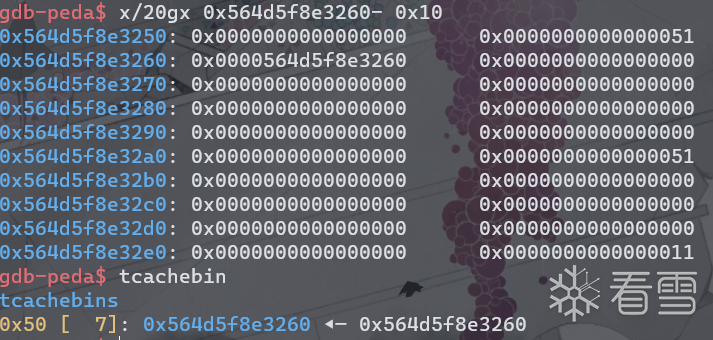 gdb-peda$ x/20gx 0x564d5f8e3260- 0x10
0x564d5f8e3250: 0x0000000000000000 0x0000000000000051
0x564d5f8e3260: 0x0000564d5f8e3260 0x0000000000000000
0x564d5f8e3270: 0x0000000000000000 0x0000000000000000
0x564d5f8e3280: 0x0000000000000000 0x0000000000000000
0x564d5f8e3290: 0x0000000000000000 0x0000000000000000
0x564d5f8e32a0: 0x0000000000000000 0x0000000000000051
0x564d5f8e32b0: 0x0000000000000000 0x0000000000000000
0x564d5f8e32c0: 0x0000000000000000 0x0000000000000000
0x564d5f8e32d0: 0x0000000000000000 0x0000000000000000
0x564d5f8e32e0: 0x0000000000000000 0x0000000000000011
gdb-peda$ tcachebin
tcachebins
0x50 [  7]: 0x564d5f8e3260 ◂— 0x564d5f8e3260
看雪